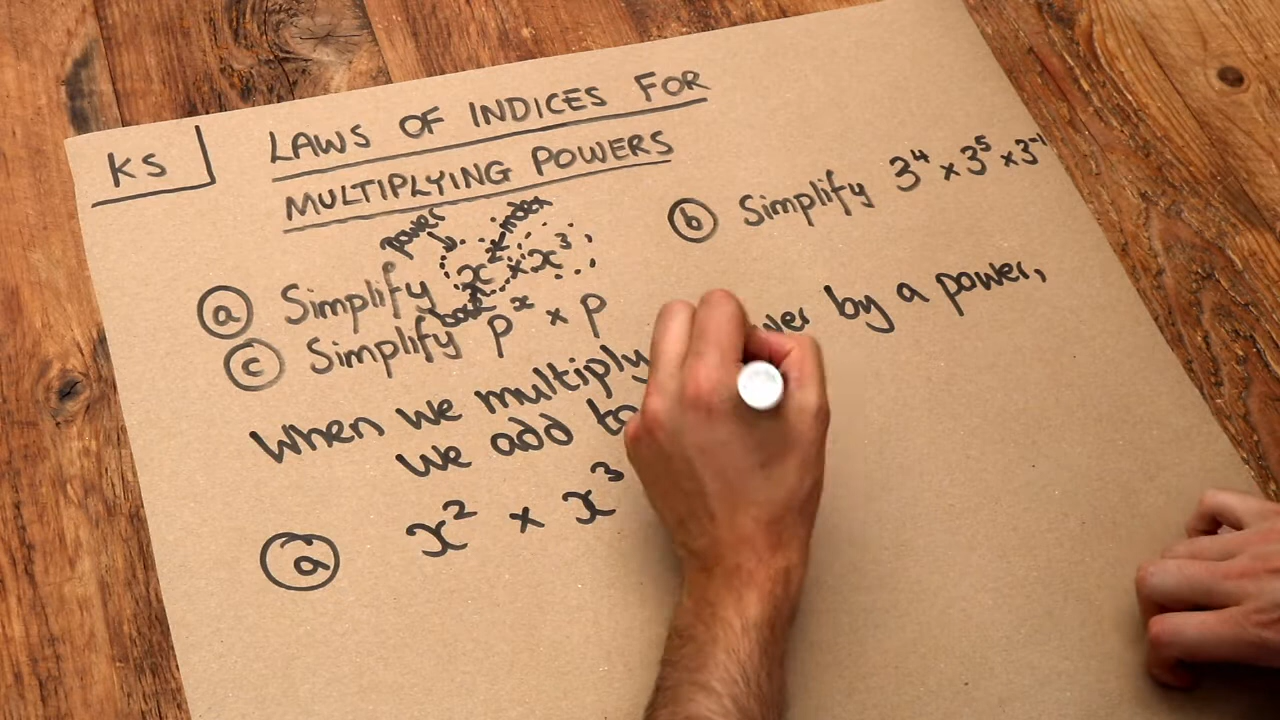 KS
LAWS OF INDICES FOR
MULTIPLYING POWERS
power index
ⓐ Simplify x² × x³
base
ⓑ Simplify 3⁴ × 3⁵ × 3⁻¹
ⓒ Simplify pˣ × p
When we multiply by a power,
we add
ⓐ x² × x³